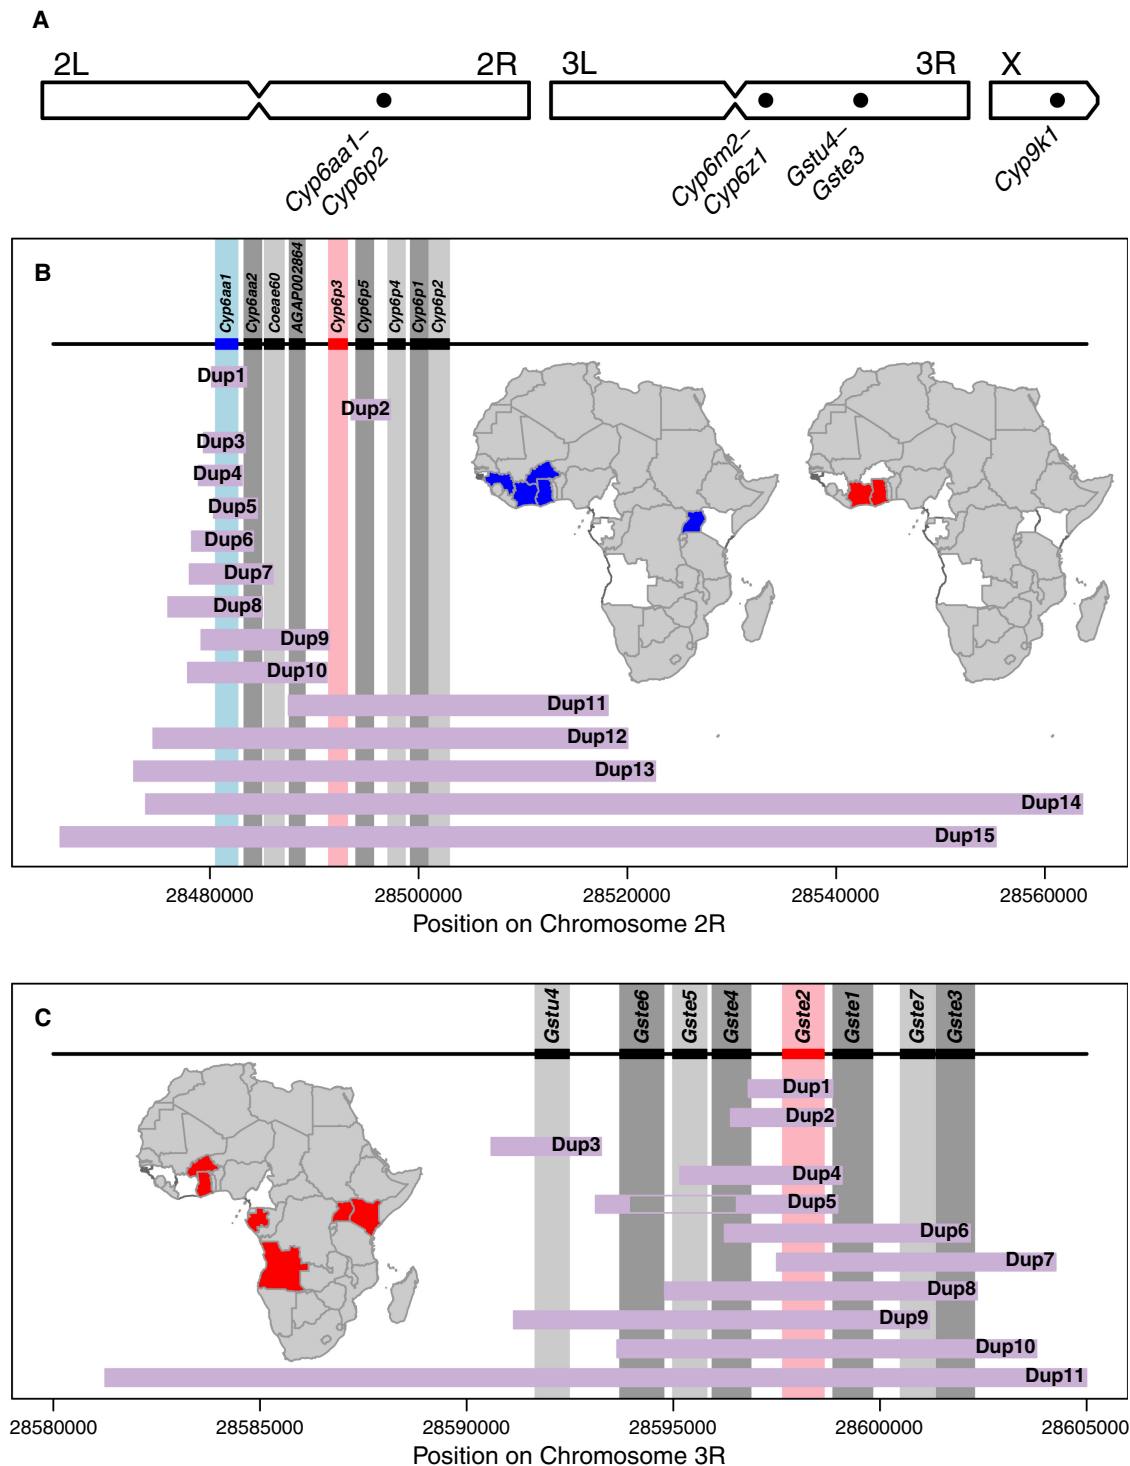 A
2L
2R
3L
3R
X
Cyp6aa1–
Cyp6p2
Cyp6m2–
Cyp6z1
Gstu4–
Gste3
Cyp9k1
B
Cyp6aa1
Cyp6aa2
Coeae60
AGAP002864
Cyp6p3
Cyp6p5
Cyp6p4
Cyp6p1
Cyp6p2
Dup1
Dup2
Dup3
Dup4
Dup5
Dup6
Dup7
Dup8
Dup9
Dup10
Dup11
Dup12
Dup13
Dup14
Dup15
28480000
28500000
28520000
28540000
28560000
Position on Chromosome 2R
C
Gstu4
Gste6
Gste5
Gste4
Gste2
Gste1
Gste7
Gste3
Dup1
Dup2
Dup3
Dup4
Dup5
Dup6
Dup7
Dup8
Dup9
Dup10
Dup11
28580000
28585000
28590000
28595000
28600000
28605000
Position on Chromosome 3R